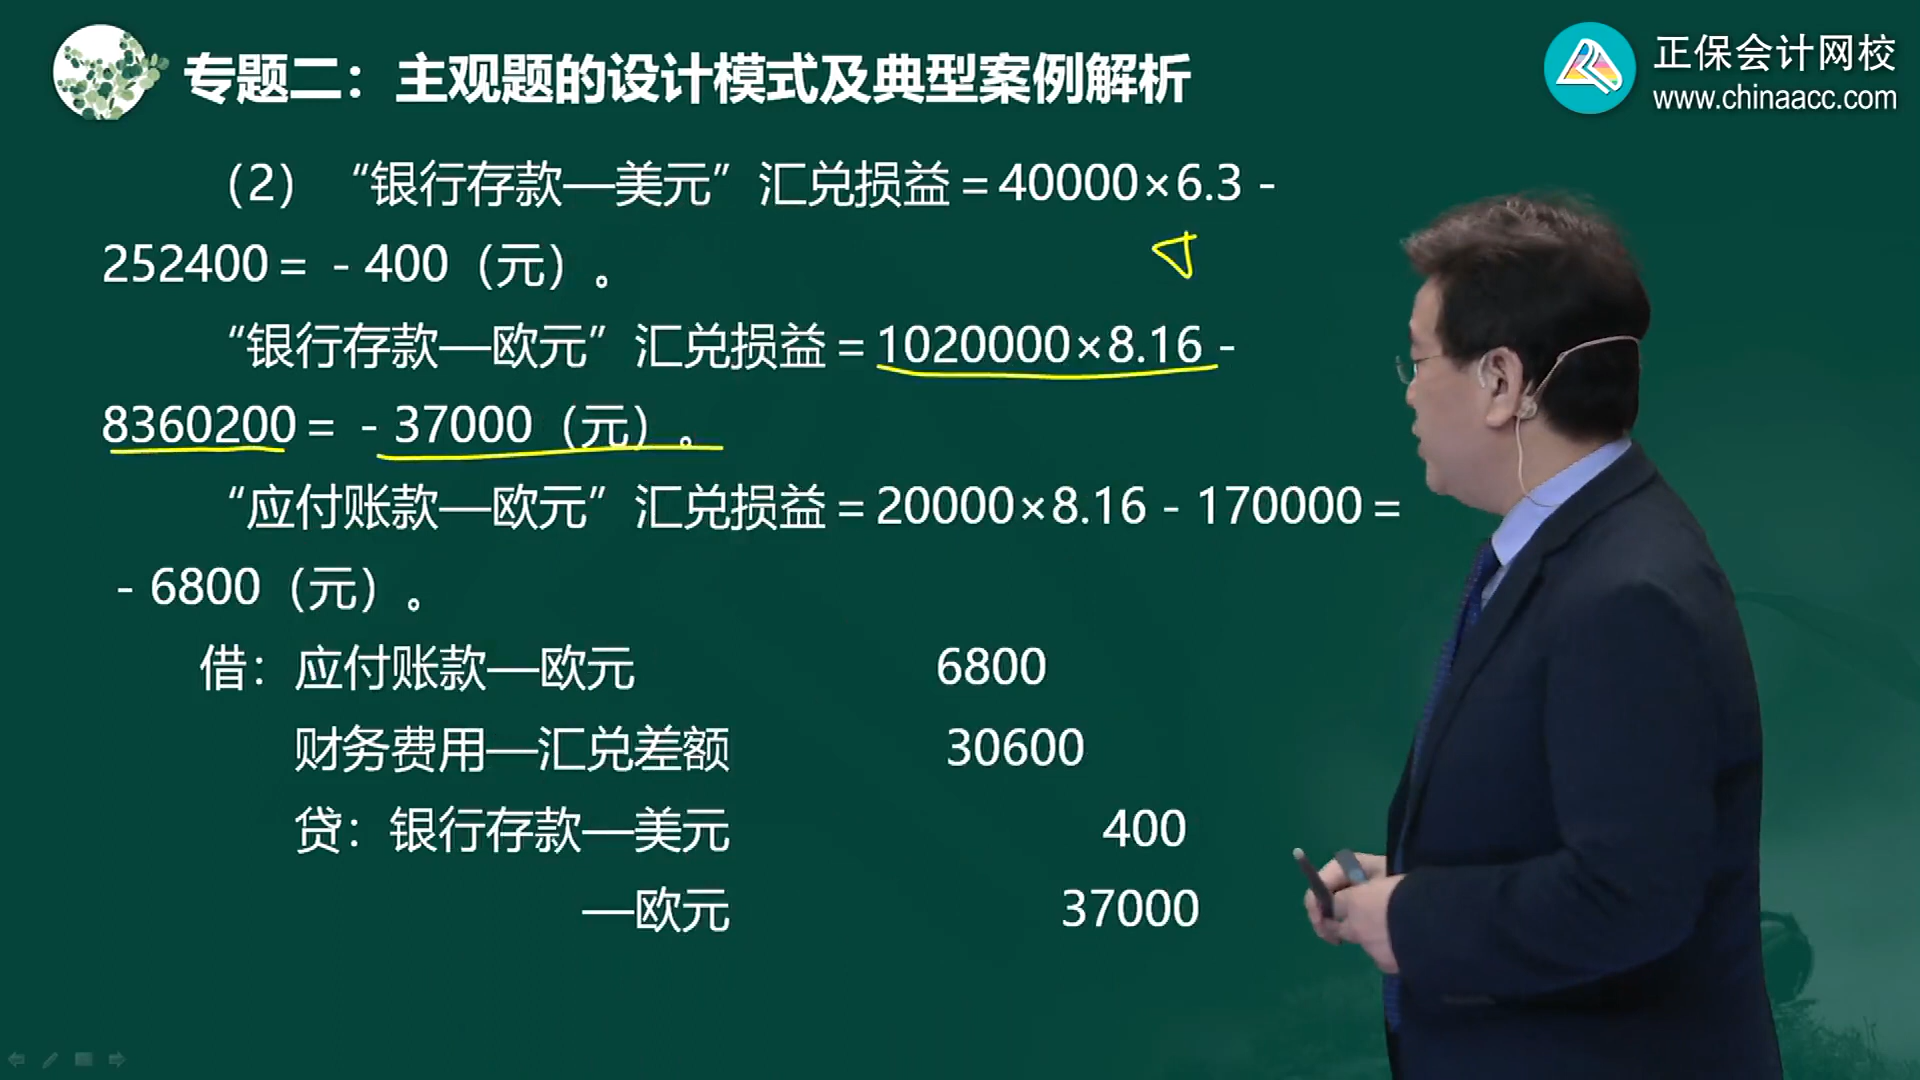 专题二：主观题的设计模式及典型案例解析
正保会计网校
www.chinaacc.com
（2）“银行存款—美元”汇兑损益＝40000×6.3－
252400＝－400（元）。
“银行存款—欧元”汇兑损益＝1020000×8.16－
8360200＝－37000（元）。
“应付账款—欧元”汇兑损益＝20000×8.16－170000＝
－6800（元）。
借：应付账款—欧元 6800
财务费用—汇兑差额 30600
贷：银行存款—美元 400
—欧元 37000